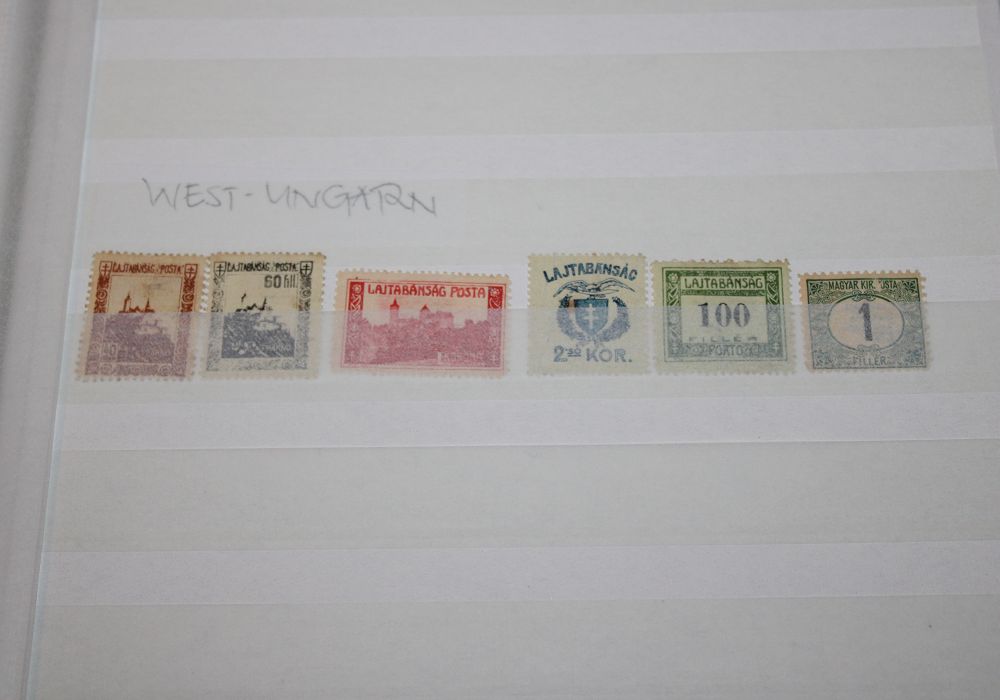 WEST-UNGARN
LAJTABÁNSÁG POSTA
LAJTABÁNSÁG POSTA
60 fill.
LAJTABÁNSÁG POSTA
LAJTABÁNSÁG
2.50 KOR.
LAJTABÁNSÁG
100
FILLÉR
PORTO
MAGYAR KIR. POSTA
1
FILLÉR